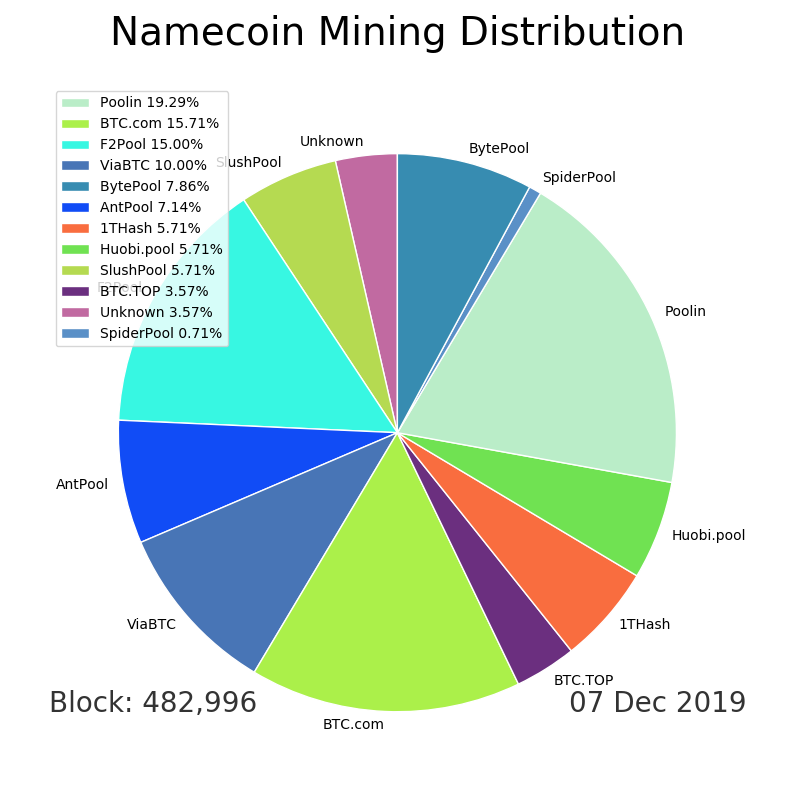 Namecoin Mining Distribution
Poolin 19.29%
BTC.com 15.71%
F2Pool 15.00%
ViaBTC 10.00%
BytePool 7.86%
AntPool 7.14%
1THash 5.71%
Huobi.pool 5.71%
SlushPool 5.71%
BTC.TOP 3.57%
Unknown 3.57%
SpiderPool 0.71%
Unknown
BytePool
SlushPool
SpiderPool
F2Pool
Poolin
AntPool
Huobi.pool
ViaBTC
1THash
BTC.TOP
BTC.com
Block: 482,996
07 Dec 2019